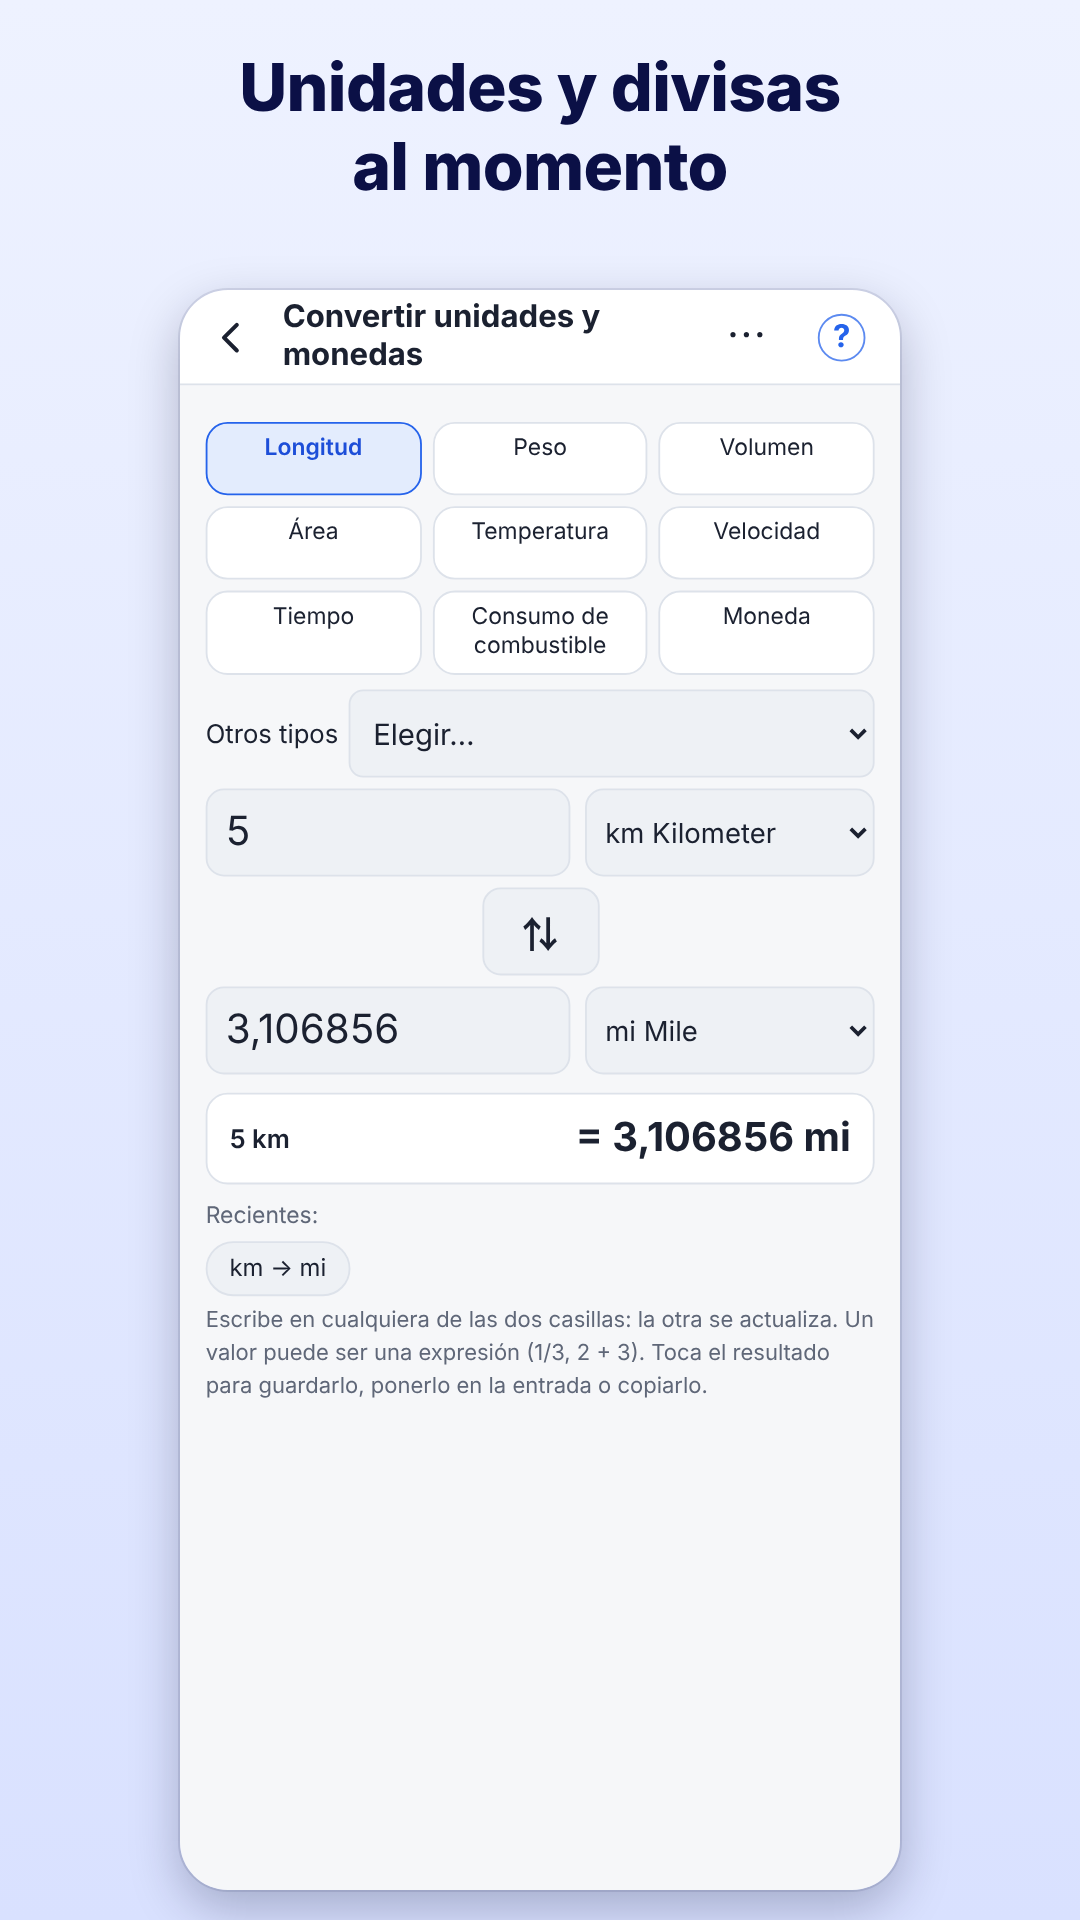 Unidades y divisas
al momento
Convertir unidades y
monedas
...
?
Longitud
Peso
Volumen
Área
Temperatura
Velocidad
Tiempo
Consumo de
combustible
Moneda
Otros tipos
Elegir...
5
km Kilometer
3,106856
mi Mile
5 km
= 3,106856 mi
Recientes:
km → mi
Escribe en cualquiera de las dos casillas: la otra se actualiza. Un
valor puede ser una expresión (1/3, 2 + 3). Toca el resultado
para guardarlo, ponerlo en la entrada o copiarlo.